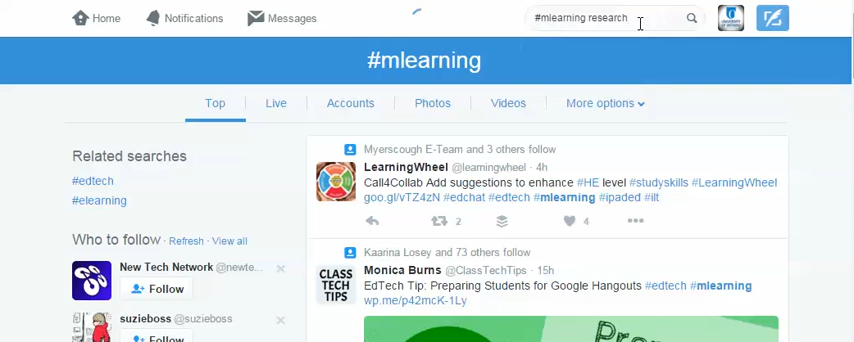 Home Notifications Messages #mlearning research
#mlearning
Top Live Accounts Photos Videos More options
Related searches
#edtech
#elearning
Who to follow · Refresh · View all
New Tech Network @newte...
Follow
suzieboss @suzieboss
Follow
Myerscough E-Team and 3 others follow
LearningWheel @learningwheel · 4h
Call4Collab Add suggestions to enhance #HE level #studyskills #LearningWheel
goo.gl/vTZ4zN #edchat #edtech #mlearning #ipaded #ilt
2 4
Kaarina Losey and 73 others follow
CLASS
TECH
TIPS
Monica Burns @ClassTechTips · 15h
EdTech Tip: Preparing Students for Google Hangouts #edtech #mlearning
wp.me/p42mcK-1Ly